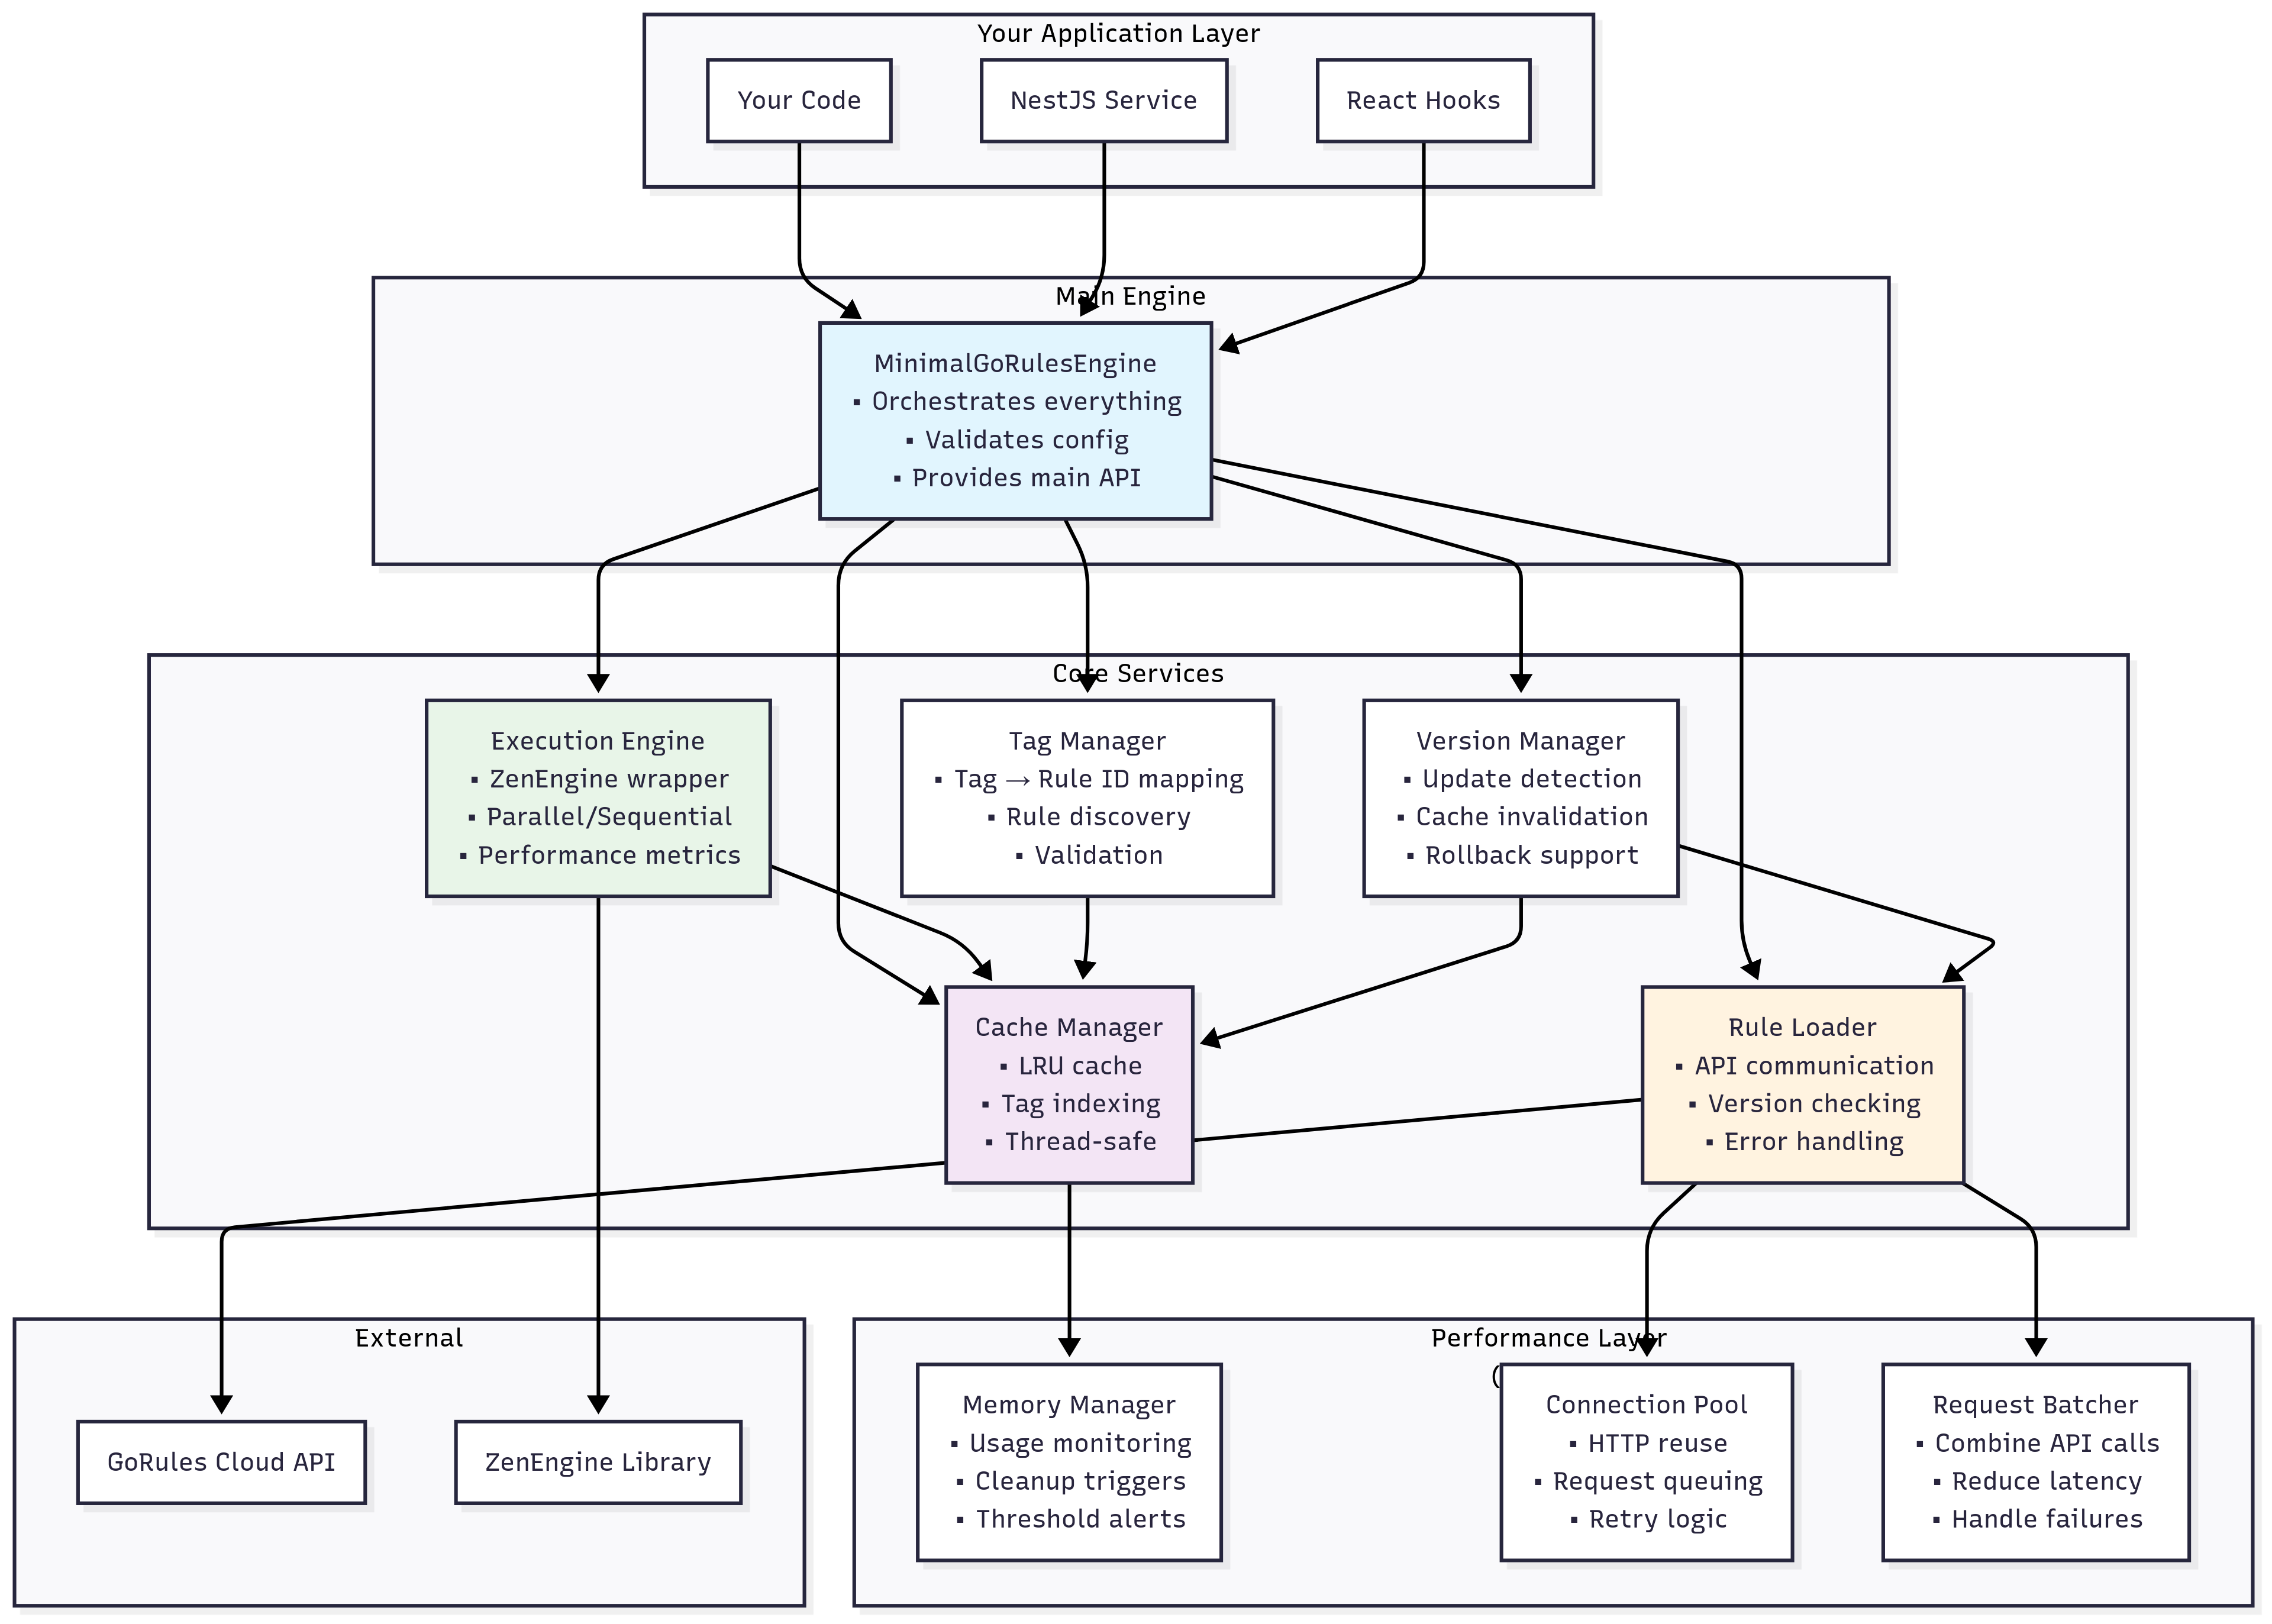 Your Application Layer
Your Code
NestJS Service
React Hooks
Main Engine
MinimalGoRulesEngine
▪ Orchestrates everything
▪ Validates config
▪ Provides main API
Core Services
Execution Engine
▪ ZenEngine wrapper
▪ Parallel/Sequential
▪ Performance metrics
Tag Manager
▪ Tag → Rule ID mapping
▪ Rule discovery
▪ Validation
Version Manager
▪ Update detection
▪ Cache invalidation
▪ Rollback support
Cache Manager
▪ LRU cache
▪ Tag indexing
▪ Thread-safe
Rule Loader
▪ API communication
▪ Version checking
▪ Error handling
External
GoRules Cloud API
ZenEngine Library
Performance Layer
(
Memory Manager
▪ Usage monitoring
▪ Cleanup triggers
▪ Threshold alerts
Connection Pool
▪ HTTP reuse
▪ Request queuing
▪ Retry logic
Request Batcher
▪ Combine API calls
▪ Reduce latency
▪ Handle failures